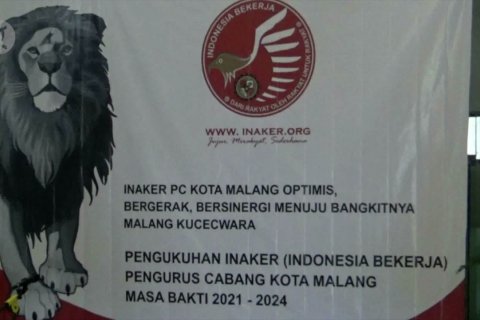 INDONESIA BEKERJA
DARI RAKYAT OLEH RAKYAT UNTUK RAKYAT
WWW. INAKER.ORG
Jujur, Merakyat, Sederhana
INAKER PC KOTA MALANG OPTIMIS,
BERGERAK, BERSINERGI MENUJU BANGKITNYA
MALANG KUCECWARA
PENGUKUHAN INAKER (INDONESIA BEKERJA)
PENGURUS CABANG KOTA MALANG
MASA BAKTI 2021 - 2024